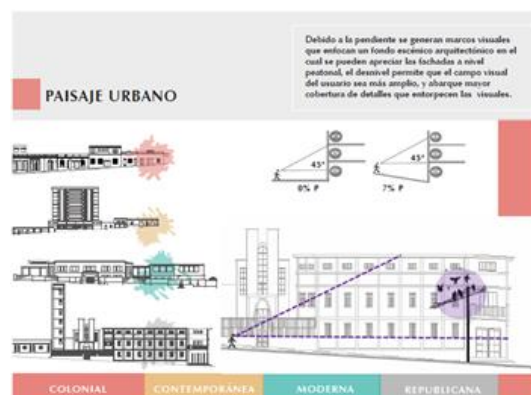 Debido a la pendiente se generan marcos visuales
que enfocan un fondo escénico arquitectónico en el
cual se pueden apreciar las fachadas a nivel
peatonal, el desnivel permite que el campo visual
del usuario sea más amplio, y abarque mayor
cobertura de detalles que entorpecen las visuales.
PAISAJE URBANO
45°
45°
0% P
7% P
COLONIAL
CONTEMPORÁNEA
MODERNA
REPUBLICANA